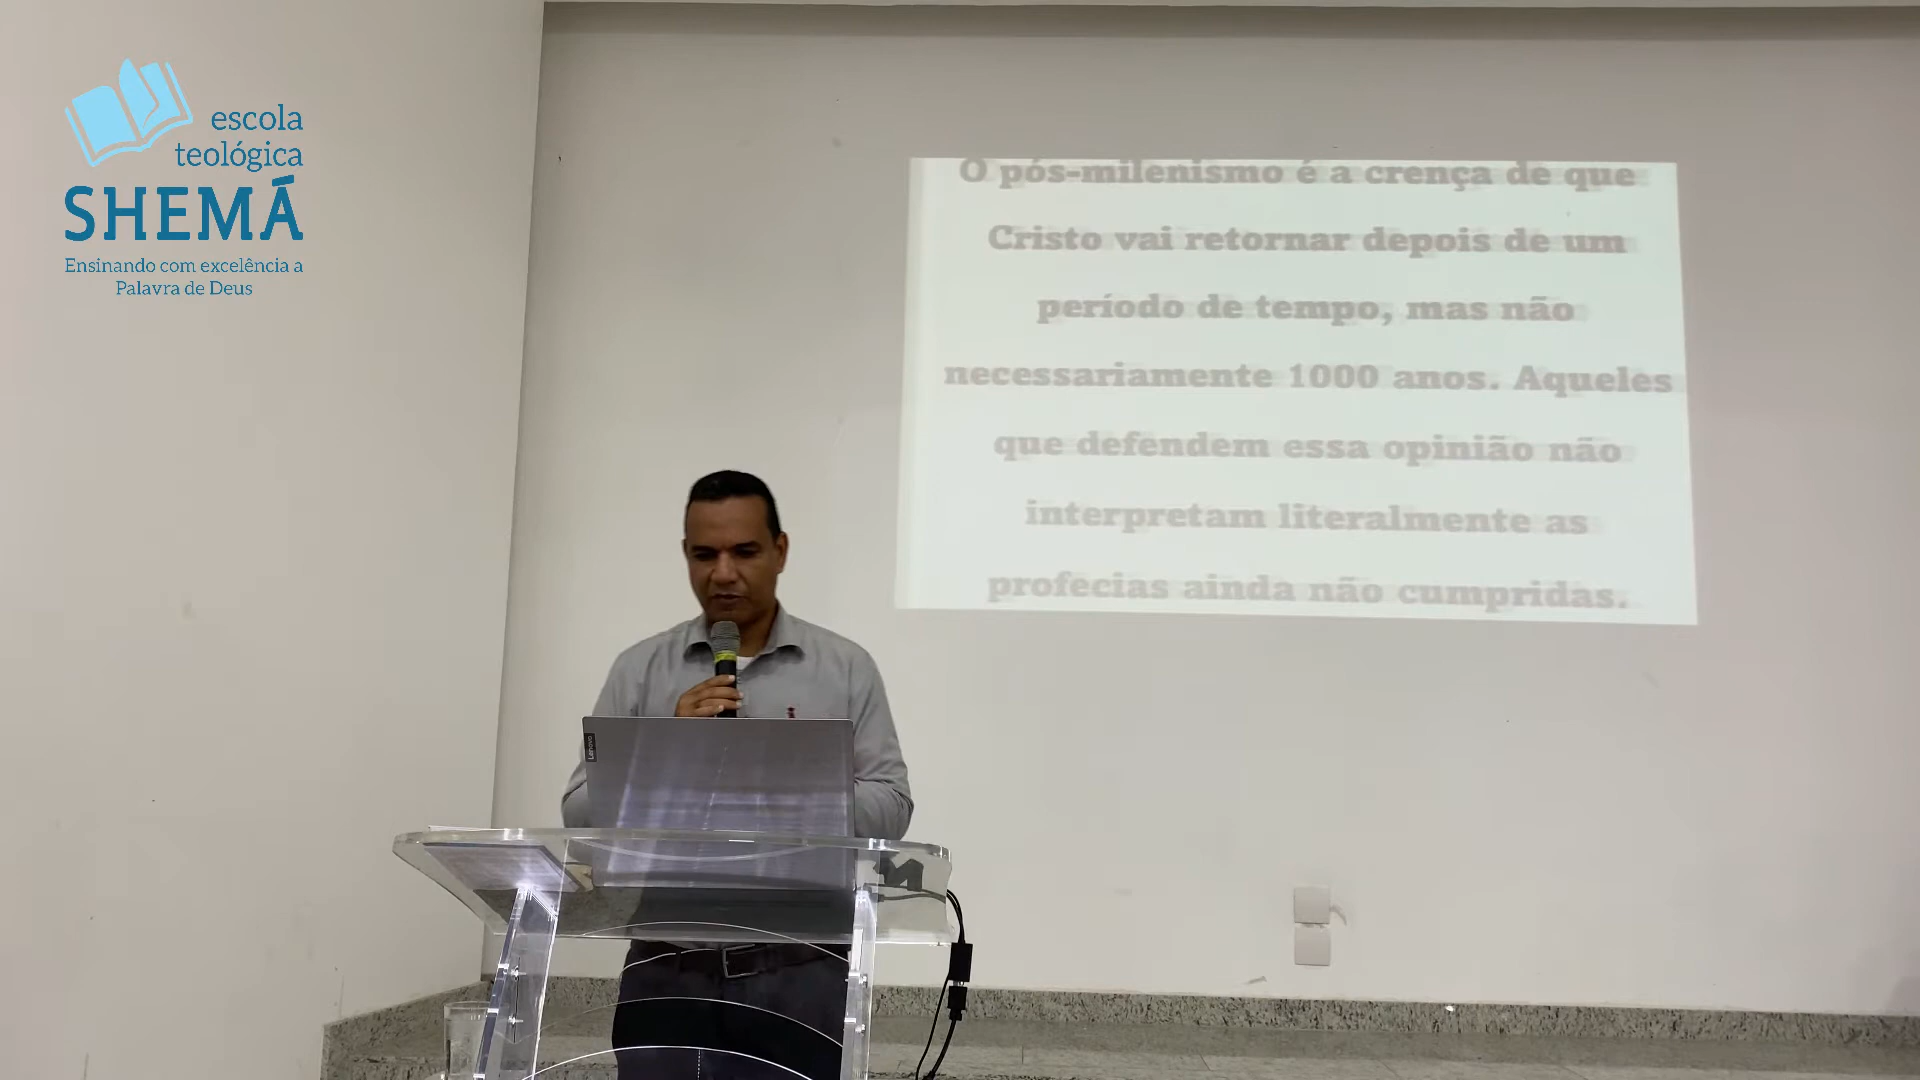 escola
teológica
SHEMÁ
Ensinando com excelência a
Palavra de Deus
O pós-milenismo é a crença de que
Cristo vai retornar depois de um
período de tempo, mas não
necessariamente 1000 anos. Aqueles
que defendem essa opinião não
interpretam literalmente as
profecias ainda não cumpridas.
Lenovo